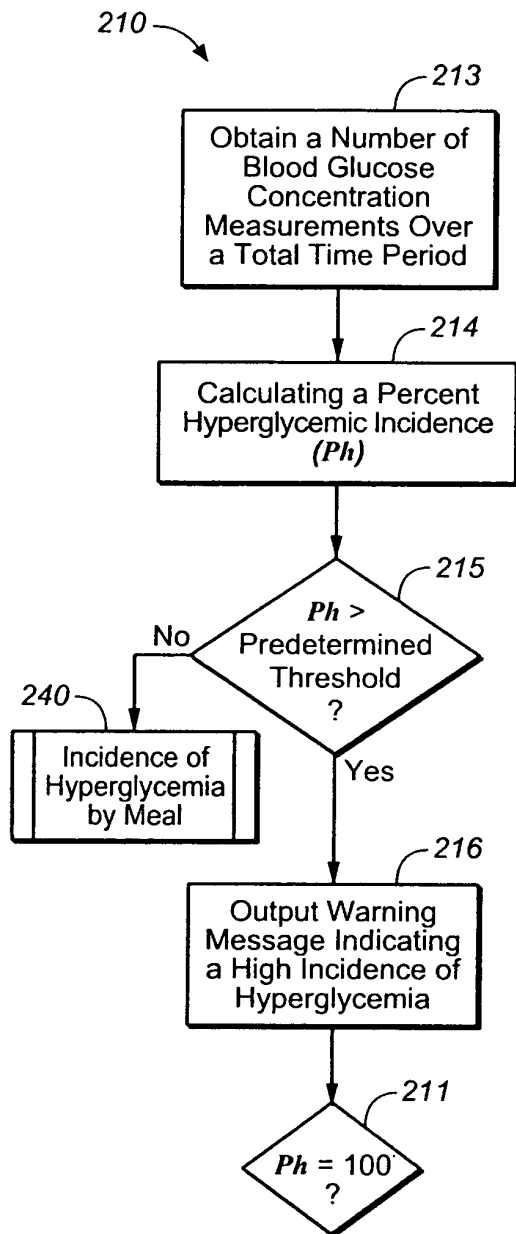 210
213
Obtain a Number of
Blood Glucose
Concentration
Measurements Over
a Total Time Period
214
Calculating a Percent
Hyperglycemic Incidence
(Ph)
215
Ph >
Predetermined
Threshold
?
No
240
Incidence of
Hyperglycemia
by Meal
Yes
216
Output Warning
Message Indicating
a High Incidence of
Hyperglycemia
211
Ph = 100
?